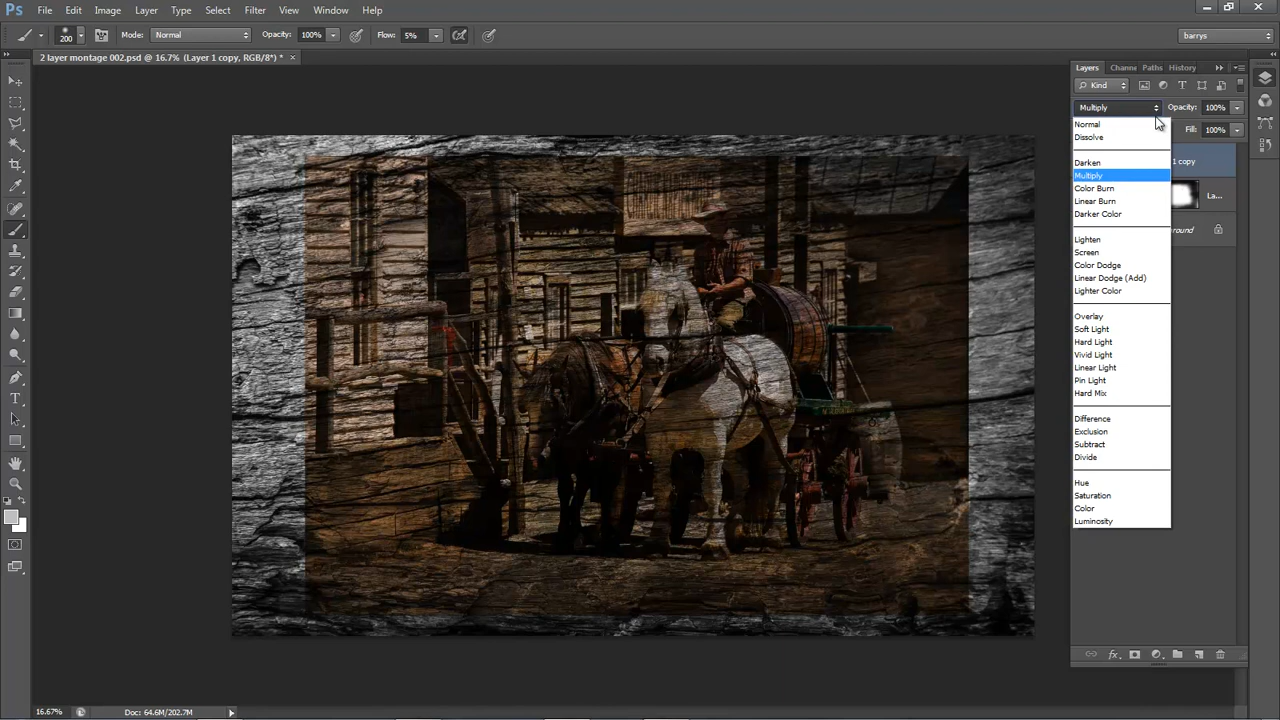 Ps File Edit Image Layer Type Select Filter View Window Help
200 Mode: Normal Opacity: 100% Flow: 5% barrys
2 layer montage 002.psd @ 16.7% (Layer 1 copy, RGB/8*) * ×
Layers Channe Paths History
Kind
Multiply Opacity: 100%
Fill: 100%
Normal
Dissolve
Darken
1 copy
Multiply
Color Burn
La...
Linear Burn
Darker Color
round
Lighten
Screen
Color Dodge
Linear Dodge (Add)
Lighter Color
Overlay
Soft Light
Hard Light
Vivid Light
Linear Light
Pin Light
Hard Mix
Difference
Exclusion
Subtract
Divide
Hue
Saturation
Color
Luminosity
fx
16.67% Doc: 64.6M/202.7M